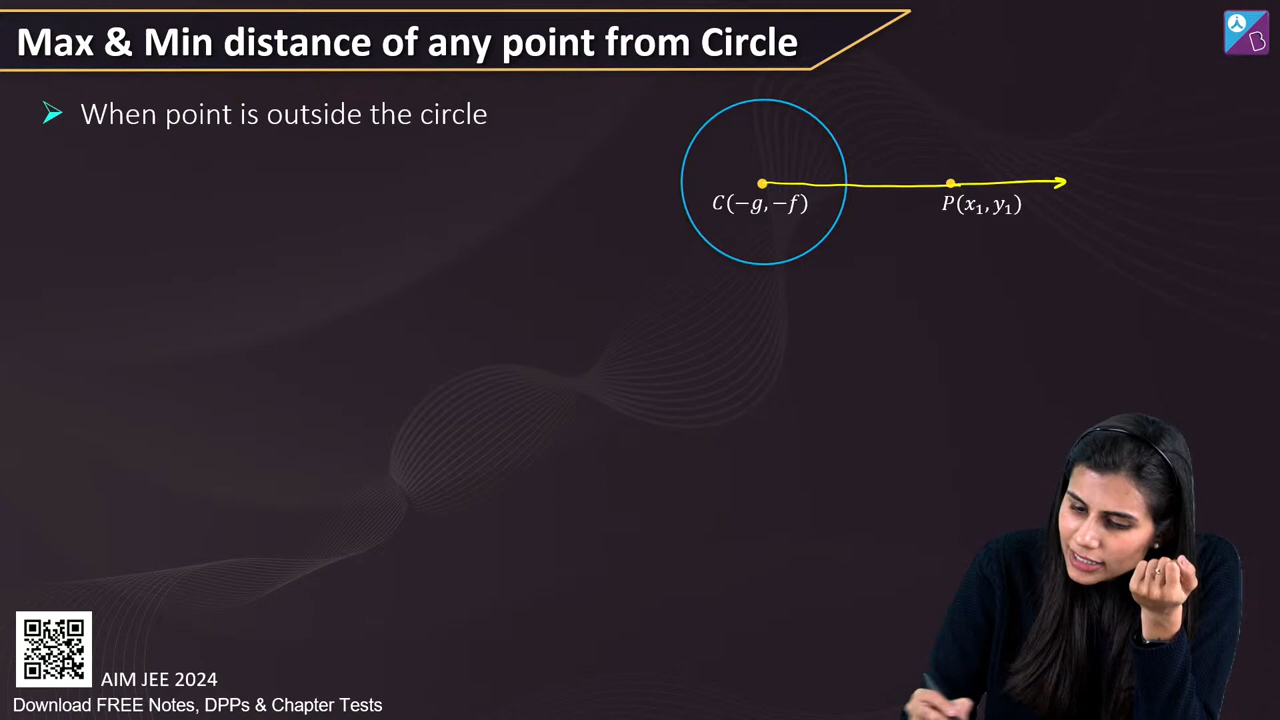 Max & Min distance of any point from Circle
When point is outside the circle
C(−g, −f)
P(x₁, y₁)
AIM JEE 2024
Download FREE Notes, DPPs & Chapter Tests